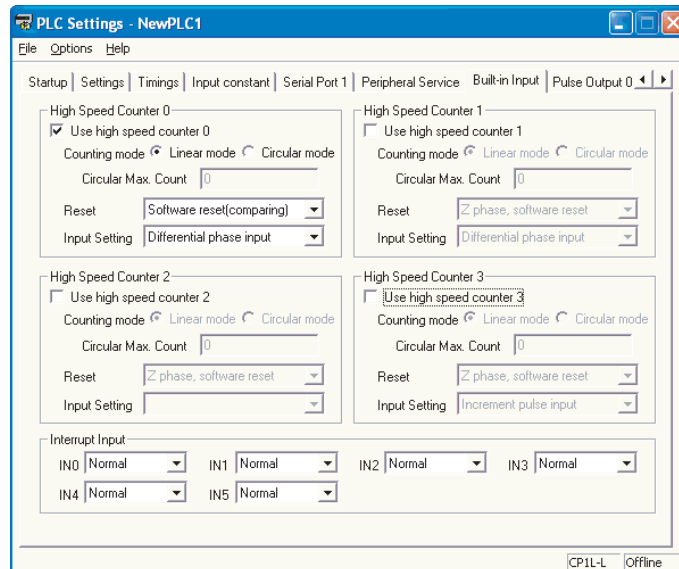 PLC Settings - NewPLC1
File Options Help
Startup Settings Timings Input constant Serial Port 1 Peripheral Service Built-in Input Pulse Output 0
High Speed Counter 0
Use high speed counter 0
Counting mode Linear mode Circular mode
Circular Max. Count 0
Reset Software reset(comparing)
Input Setting Differential phase input
High Speed Counter 1
Use high speed counter 1
Counting mode Linear mode Circular mode
Circular Max. Count 0
Reset Z phase, software reset
Input Setting Differential phase input
High Speed Counter 2
Use high speed counter 2
Counting mode Linear mode Circular mode
Circular Max. Count 0
Reset Z phase, software reset
Input Setting
High Speed Counter 3
Use high speed counter 3
Counting mode Linear mode Circular mode
Circular Max. Count 0
Reset Z phase, software reset
Input Setting Increment pulse input
Interrupt Input
IN0 Normal IN1 Normal IN2 Normal IN3 Normal
IN4 Normal IN5 Normal
CP1L-L Offline